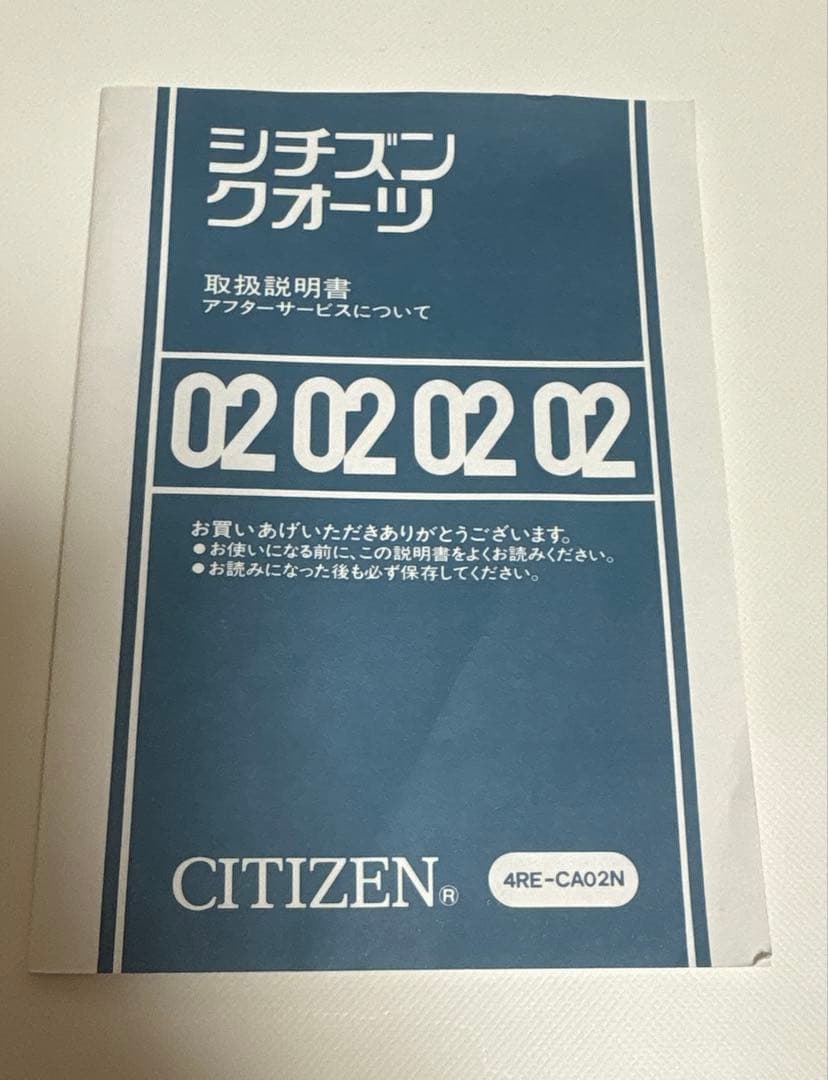 シチズン
クオーツ
取扱説明書
アフターサービスについて
02 02 02 02
お買いあげいただきありがとうございます。
●お使いになる前に、この説明書をよくお読みください。
●お読みになった後も必ず保存してください。
CITIZEN®
4RE-CA02N